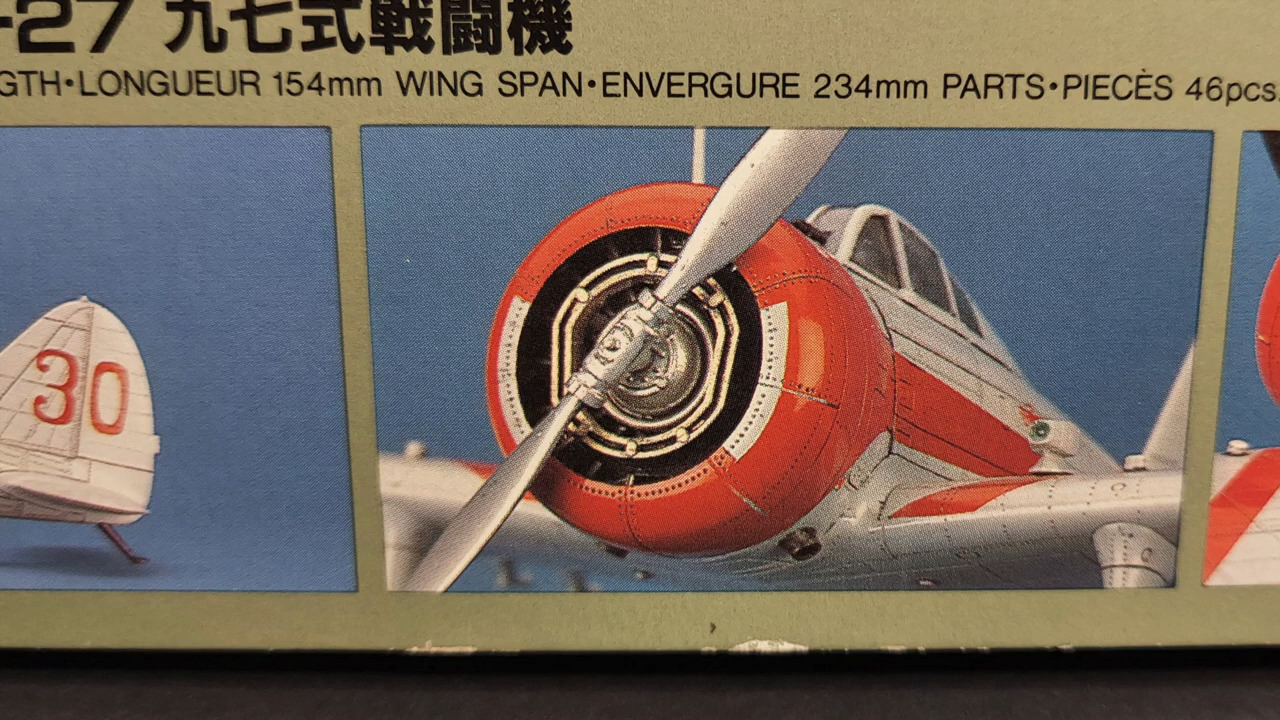 -27 九七式戦闘機
GTH・LONGUEUR 154mm WING SPAN・ENVERGURE 234mm PARTS・PIECÈS 46pcs
30